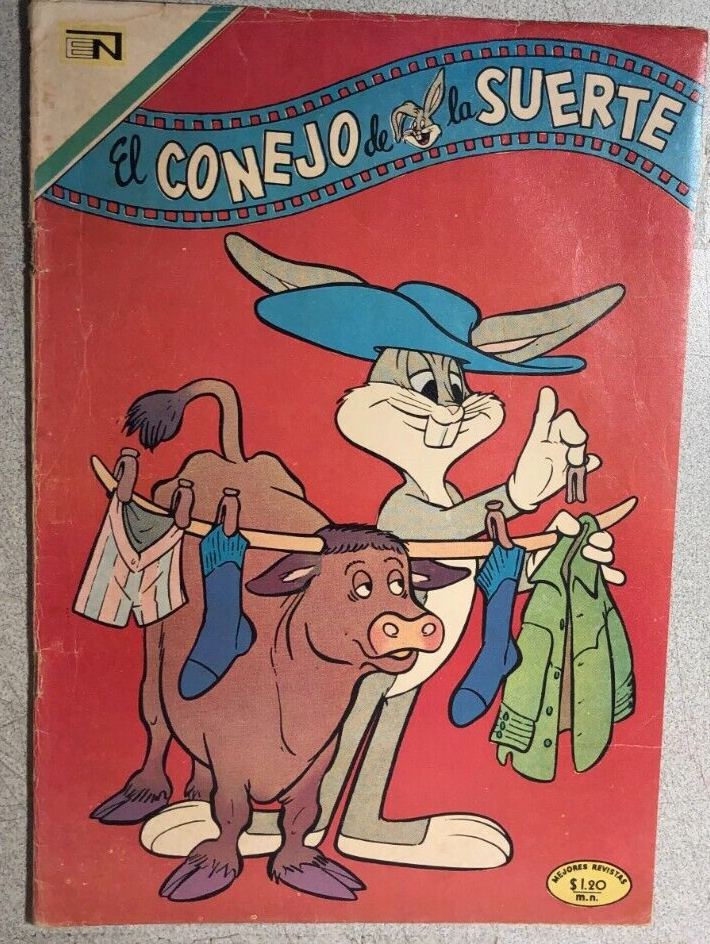 EN
El CONEJO de la SUERTE
MEJORES REVISTAS
$1.20
m.n.